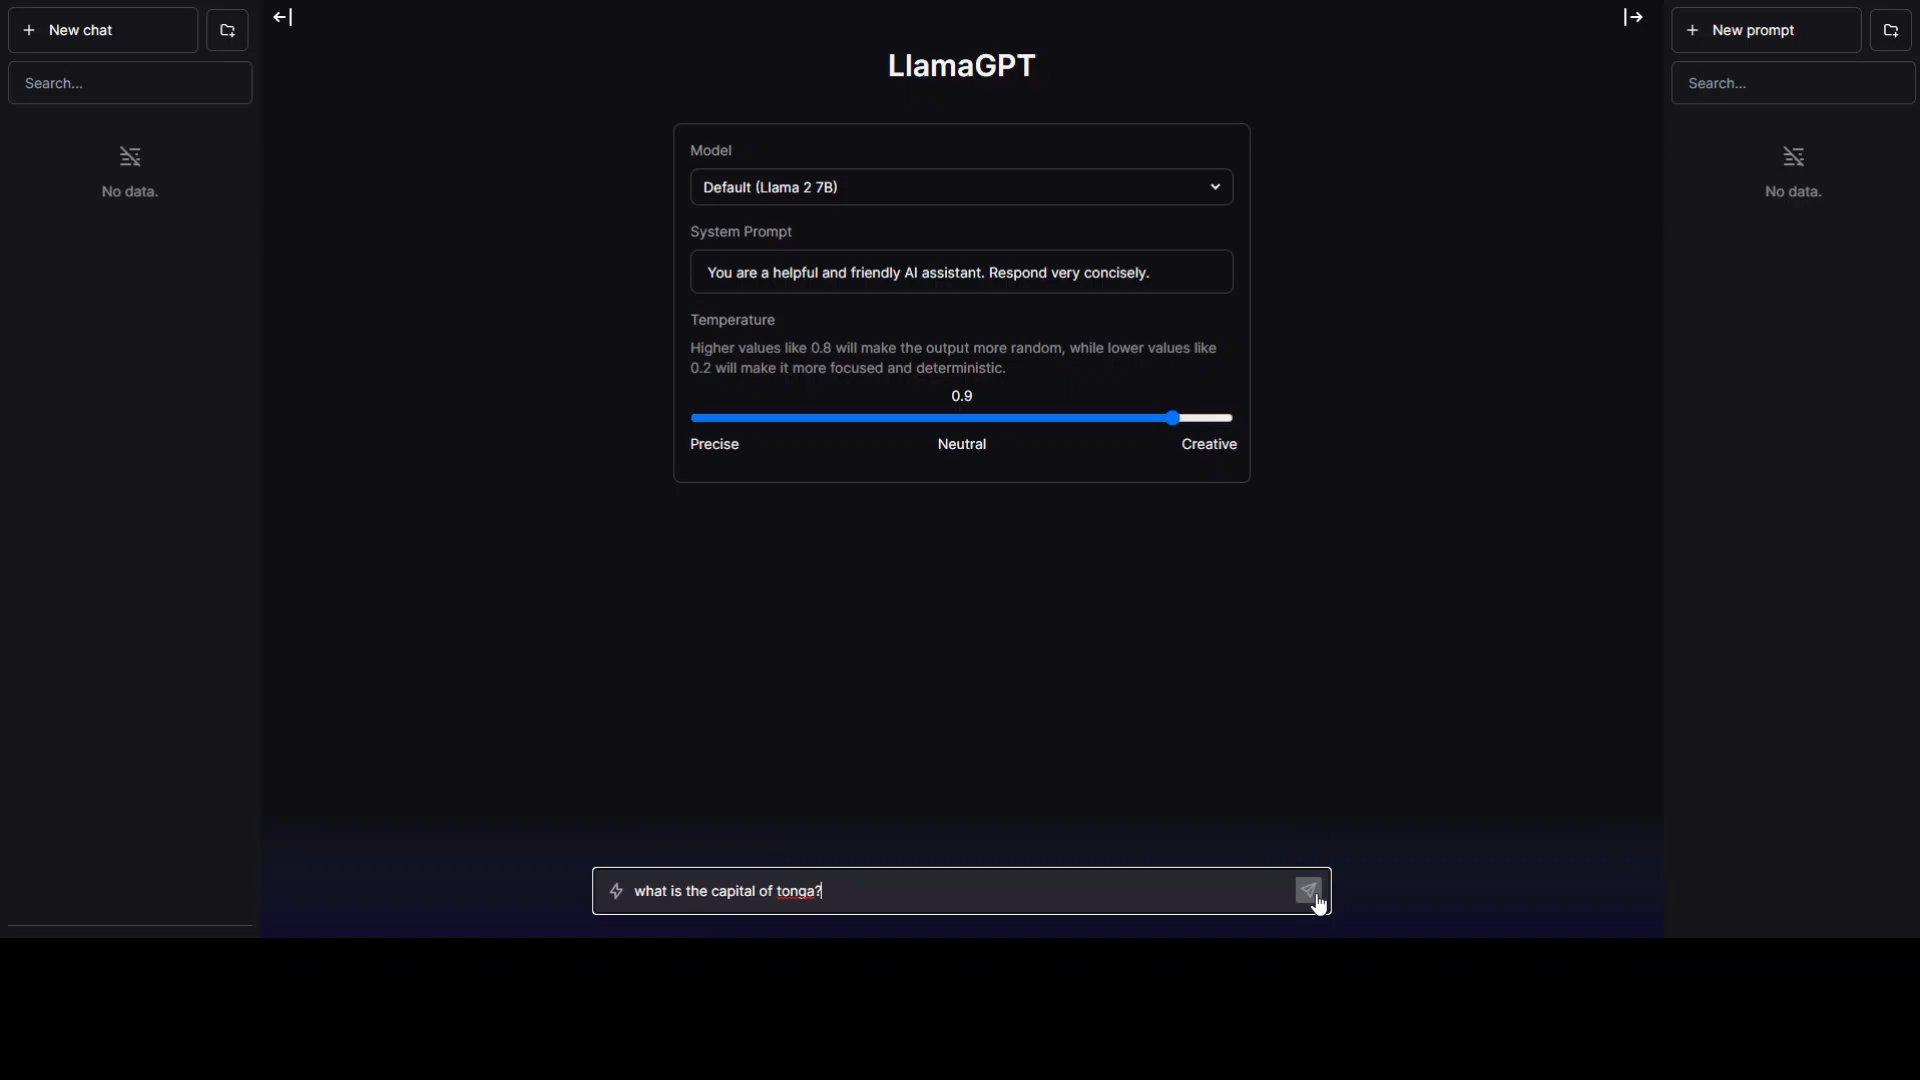 New chat
Search...
No data.
LlamaGPT
Model
Default (Llama 2 7B)
System Prompt
You are a helpful and friendly AI assistant. Respond very concisely.
Temperature
Higher values like 0.8 will make the output more random, while lower values like
0.2 will make it more focused and deterministic.
0.9
Precise Neutral Creative
what is the capital of tonga?
New prompt
Search...
No data.